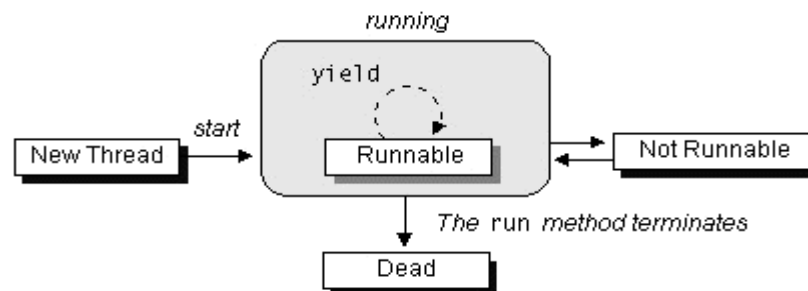 running
yield
start
New Thread
Runnable
Not Runnable
The run method terminates
Dead